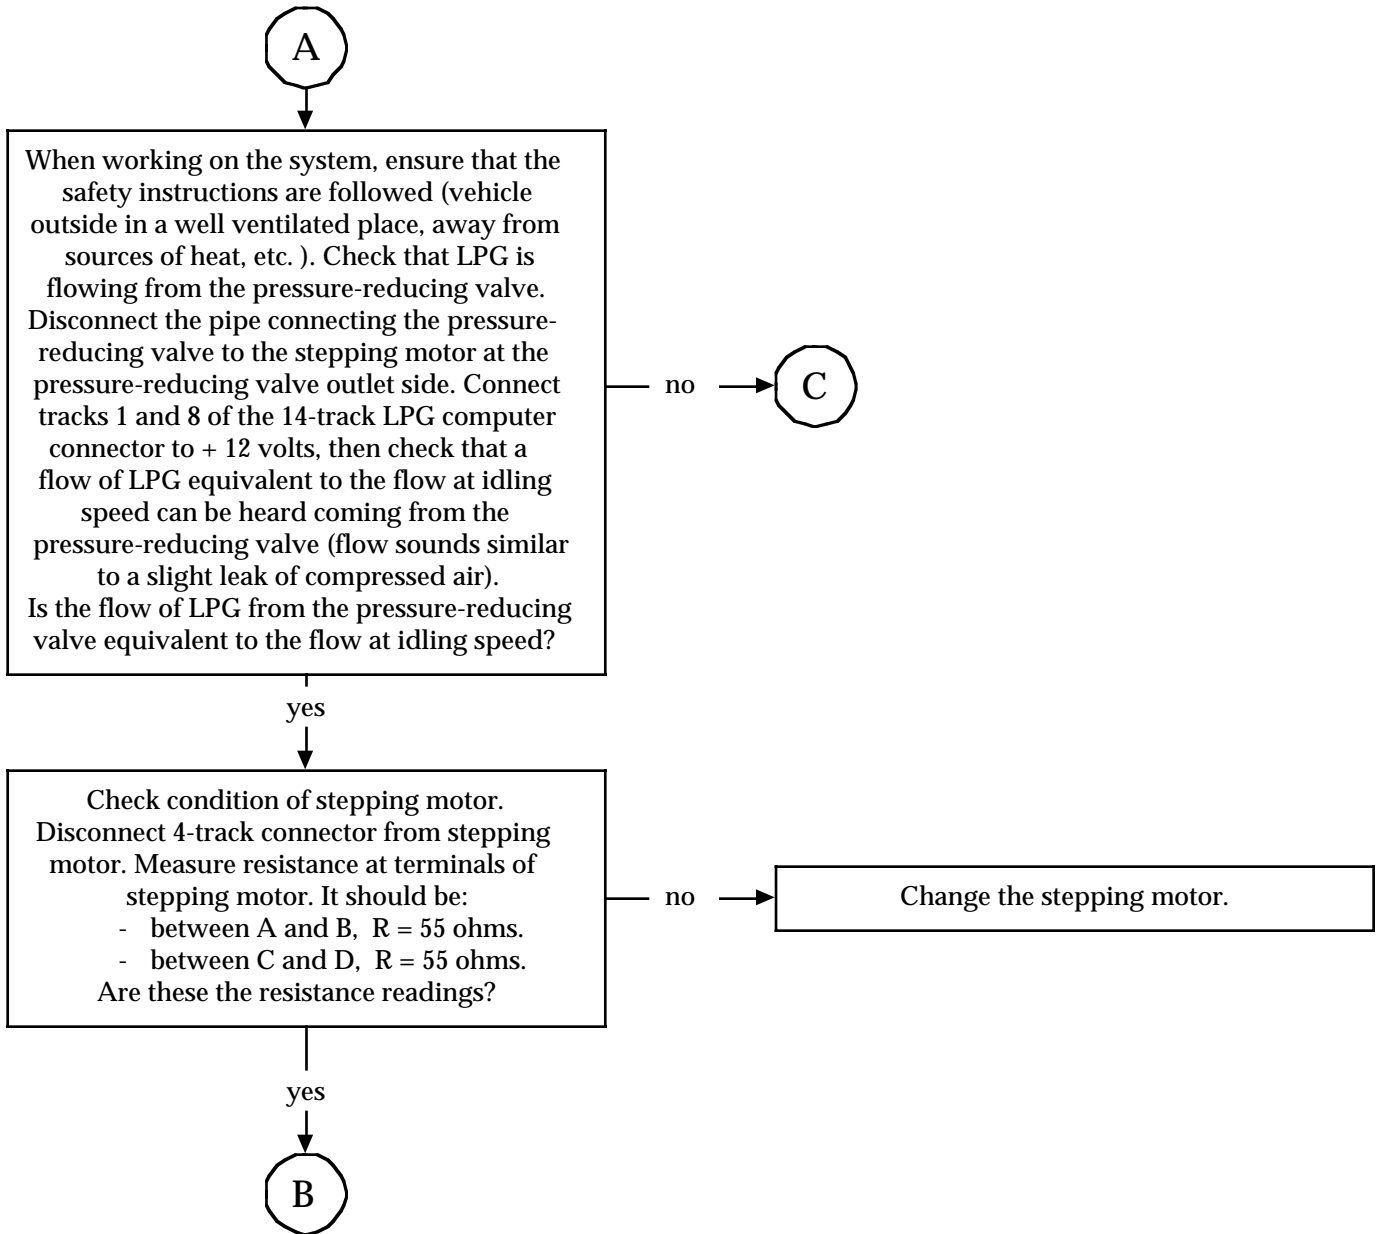 A
When working on the system, ensure that the
safety instructions are followed (vehicle
outside in a well ventilated place, away from
sources of heat, etc. ). Check that LPG is
flowing from the pressure-reducing valve.
Disconnect the pipe connecting the pressure-
reducing valve to the stepping motor at the
pressure-reducing valve outlet side. Connect
tracks 1 and 8 of the 14-track LPG computer
connector to + 12 volts, then check that a
flow of LPG equivalent to the flow at idling
speed can be heard coming from the
pressure-reducing valve (flow sounds similar
to a slight leak of compressed air).
Is the flow of LPG from the pressure-reducing
valve equivalent to the flow at idling speed?
no
C
yes
Check condition of stepping motor.
Disconnect 4-track connector from stepping
motor. Measure resistance at terminals of
stepping motor. It should be:
- between A and B, R = 55 ohms.
- between C and D, R = 55 ohms.
Are these the resistance readings?
no
Change the stepping motor.
yes
B